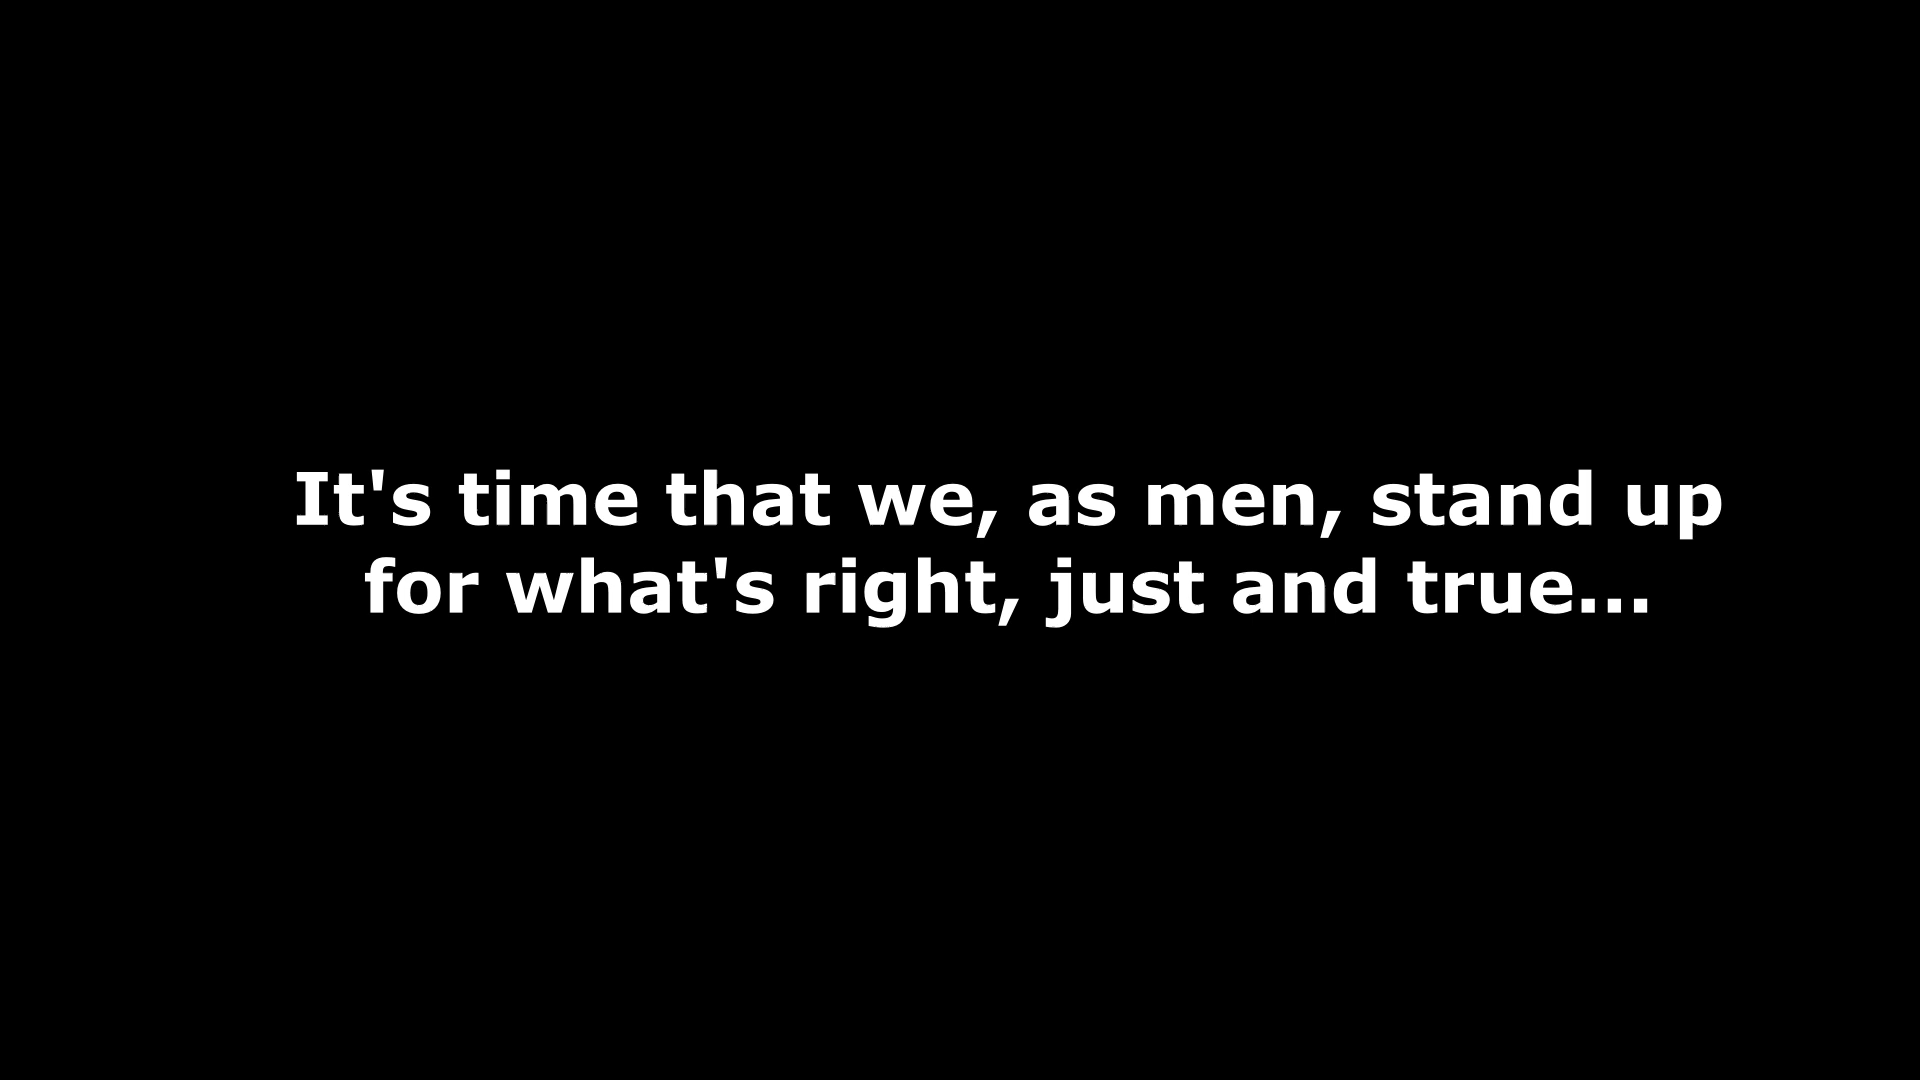 It's time that we, as men, stand up
for what's right, just and true...